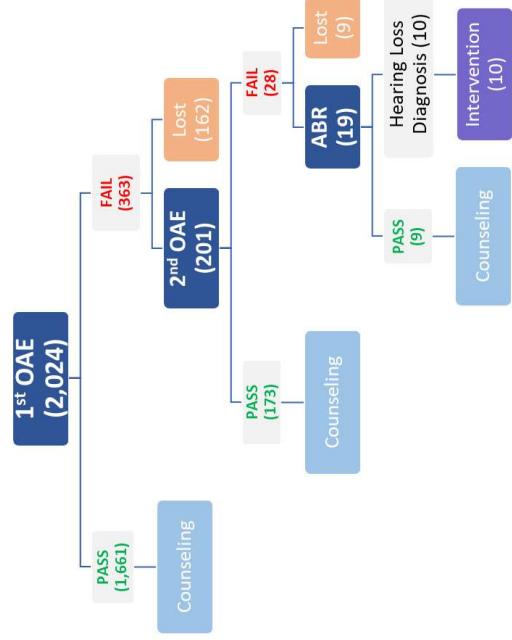 1st OAE
(2,024)
PASS
(1,661)
Counseling
FAIL
(363)
2nd OAE
(201)
Lost
(162)
PASS
(173)
Counseling
FAIL
(28)
ABR
(19)
Lost
(9)
PASS
(9)
Counseling
Hearing Loss
Diagnosis (10)
Intervention
(10)